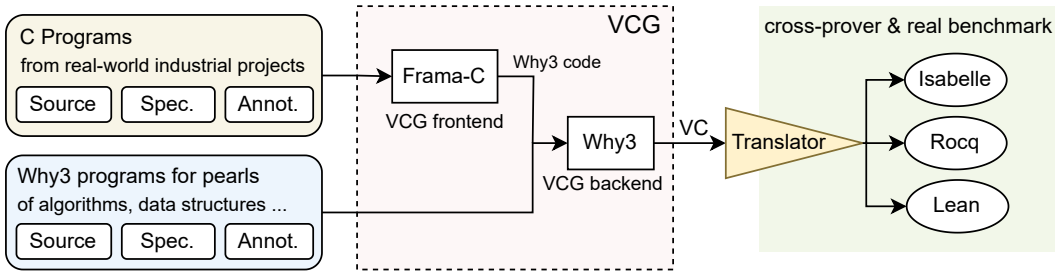 C Programs
from real-world industrial projects
Source
Spec.
Annot.
Why3 programs for pearls
of algorithms, data structures ...
Source
Spec.
Annot.
VCG
Frama-C
Why3 code
VCG frontend
Why3
VCG backend
VC
Translator
cross-prover & real benchmark
Isabelle
Rocq
Lean